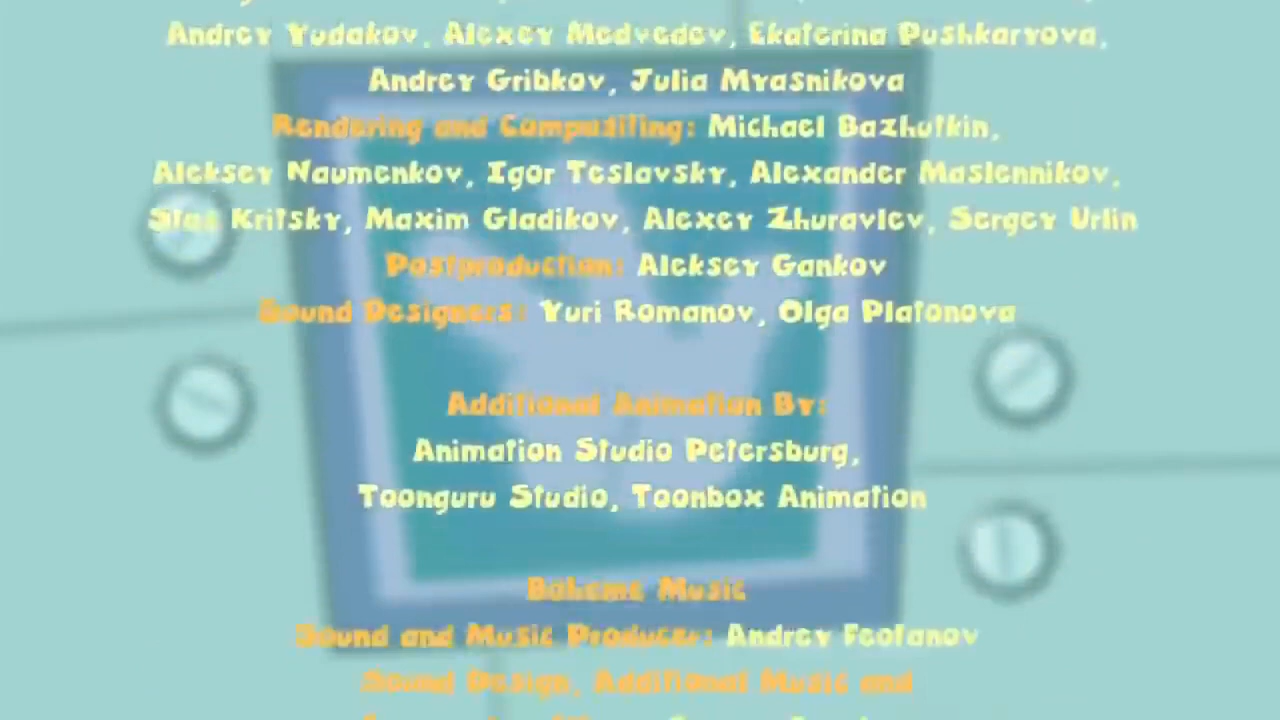 Andrey Yudakov, Alexey Medvedev, Ekaterina Pushkaryova,
Andrey Gribkov, Julia Myasnikova
Rendering and Compositing: Michael Bazhutkin,
Aleksey Naumenkov, Igor Teslavsky, Alexander Maslennikov,
Stas Kritsky, Maxim Gladikov, Alexey Zhuravlev, Sergey Urlin
Postproduction: Aleksey Gankov
Sound Designers: Yuri Romanov, Olga Platonova
Additional Animation By:
Animation Studio Petersburg,
Toonguru Studio, Toonbox Animation
Boheme Music
Sound and Music Producer: Andrey Feofanov
Sound Design, Additional Music and